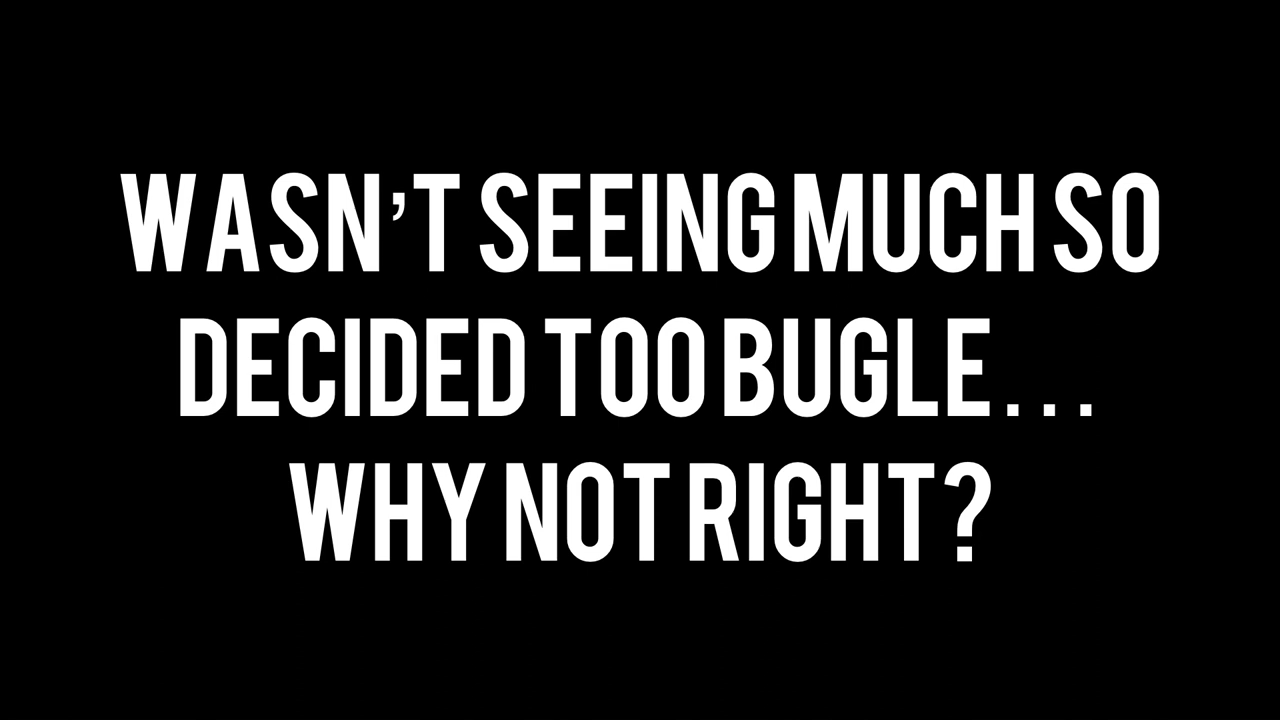 WASN'T SEEING MUCH SO
DECIDED TOO BUGLE...
WHY NOT RIGHT?